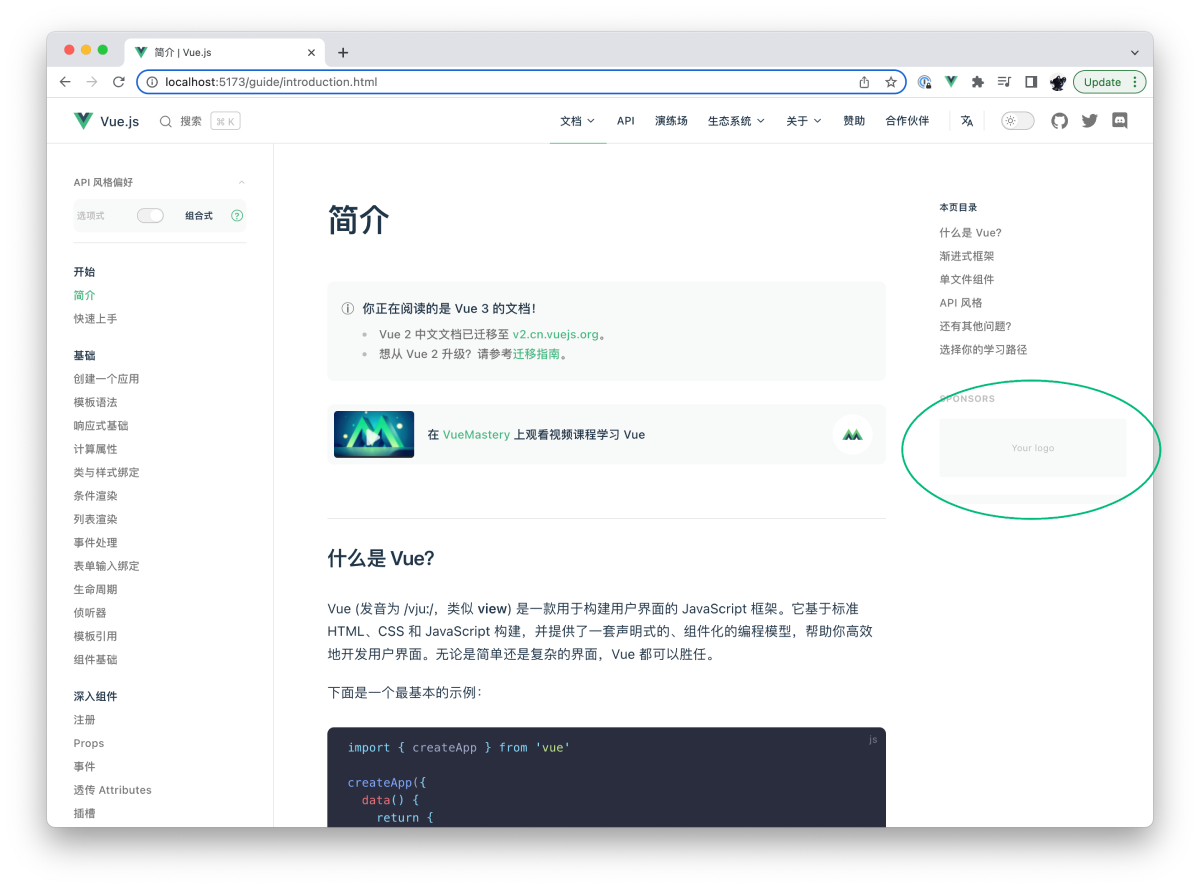 简介 | Vue.js
localhost:5173/guide/introduction.html
Update
Vue.js
搜索
⌘ K
文档
API
演练场
生态系统
关于
赞助
合作伙伴
API 风格偏好
选项式
组合式
?
开始
简介
快速上手
基础
创建一个应用
模板语法
响应式基础
计算属性
类与样式绑定
条件渲染
列表渲染
事件处理
表单输入绑定
生命周期
侦听器
模板引用
组件基础
深入组件
注册
Props
事件
透传 Attributes
插槽
简介
你正在阅读的是 Vue 3 的文档！
• Vue 2 中文文档已迁移至 v2.cn.vuejs.org。
• 想从 Vue 2 升级？请参考迁移指南。
在 VueMastery 上观看视频课程学习 Vue
什么是 Vue?
Vue (发音为 /vjuː/，类似 view) 是一款用于构建用户界面的 JavaScript 框架。它基于标准
HTML、CSS 和 JavaScript 构建，并提供了一套声明式的、组件化的编程模型，帮助你高效
地开发用户界面。无论是简单还是复杂的界面，Vue 都可以胜任。
下面是一个最基本的示例：
js
import { createApp } from 'vue'
createApp({
data() {
return {
本页目录
什么是 Vue?
渐进式框架
单文件组件
API 风格
还有其他问题?
选择你的学习路径
SPONSORS
Your logo